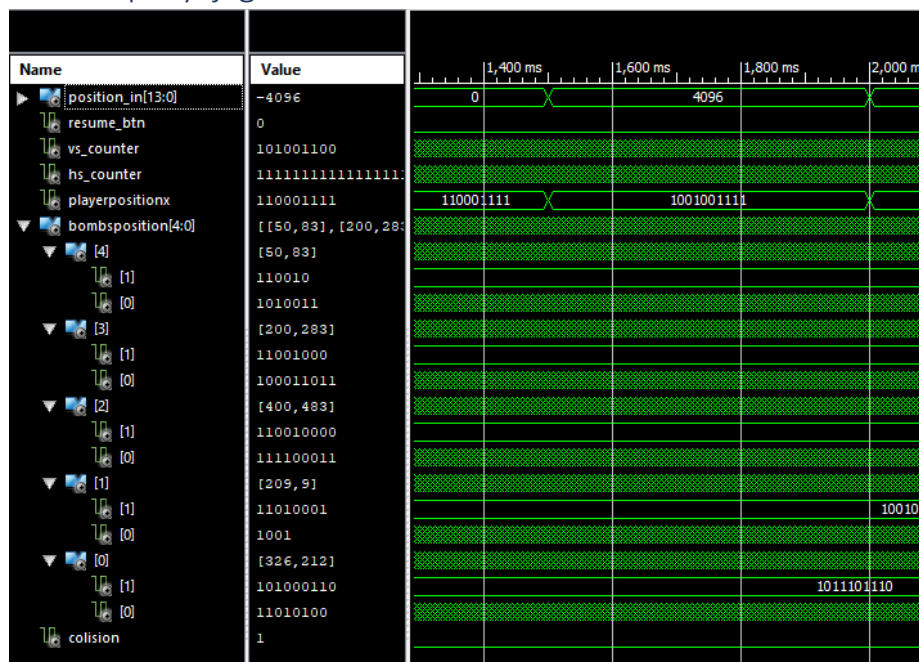 Name Value 1,400 ms 1,600 ms 1,800 ms 2,000 m
position_in[13:0] -4096 0 4096
resume_btn 0
vs_counter 101001100
hs_counter
playerpositionx 110001111 110001111 1001001111
bombsposition[4:0] [[50,83],[200,28
[4] [50,83]
[1] 110010
[0] 1010011
[3] [200,283]
[1] 11001000
[0] 100011011
[2] [400,483]
[1] 110010000
[0] 111100011
[1] [209,9]
[1] 11010001 10010
[0] 1001
[0] [326,212]
[1] 101000110 1011101110
[0] 11010100
colision 1